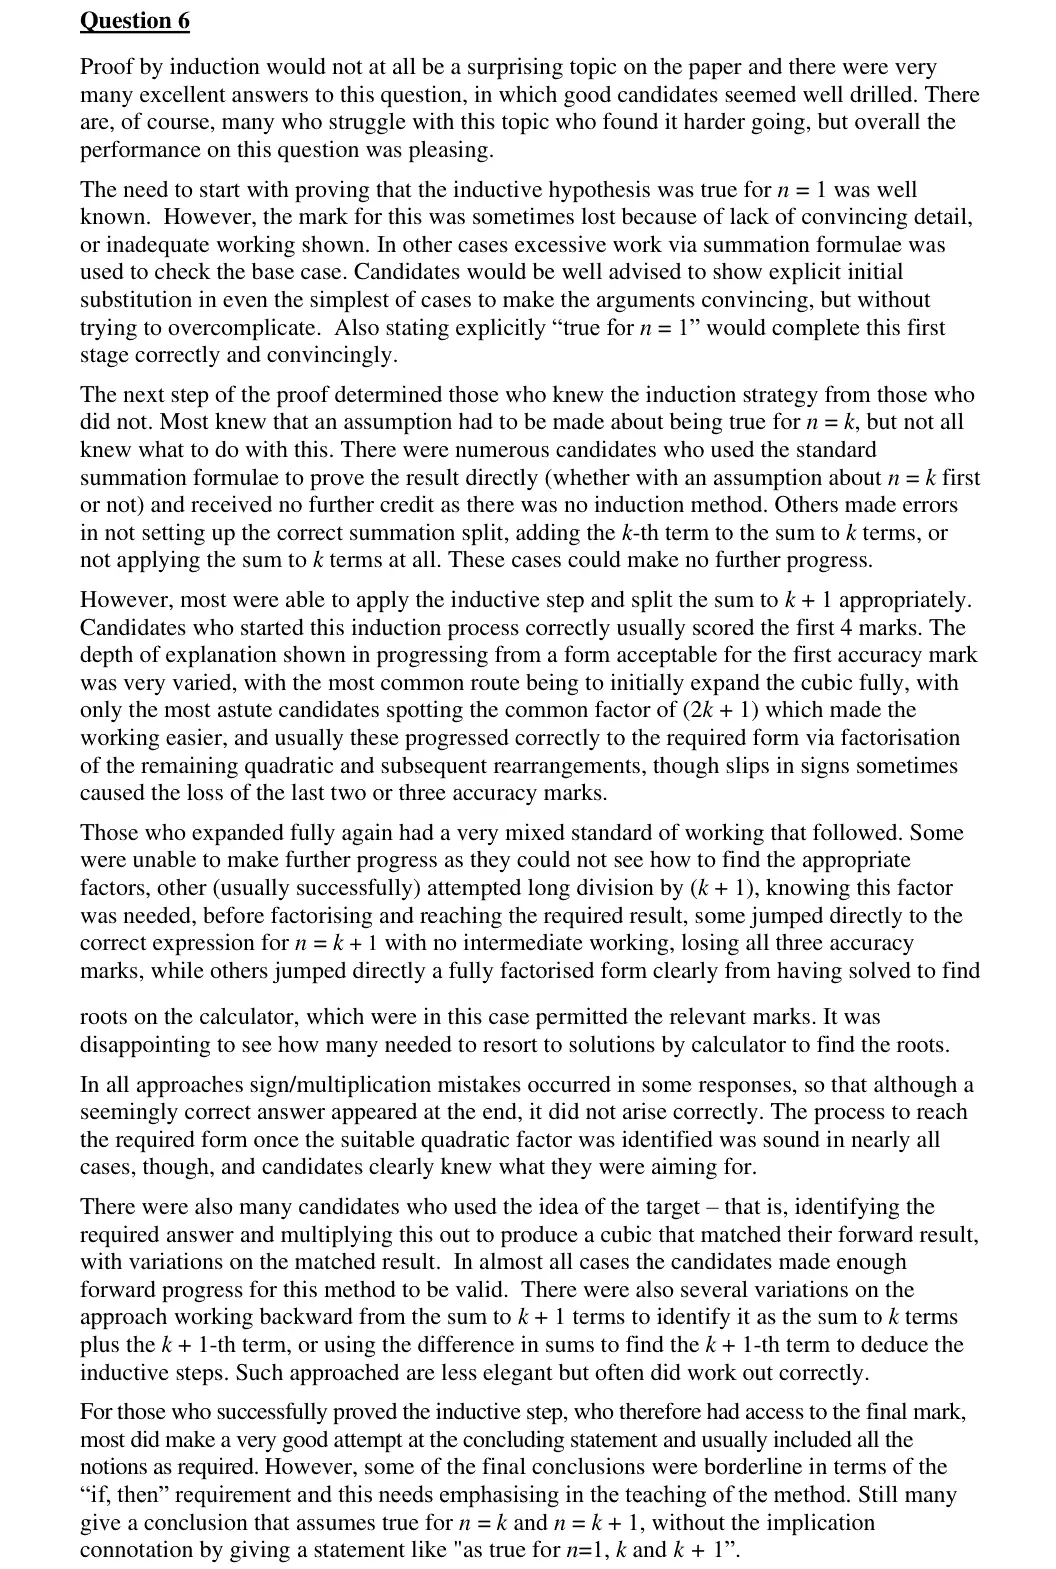 Question 6
Proof by induction would not at all be a surprising topic on the paper and there were very
many excellent answers to this question, in which good candidates seemed well drilled. There
are, of course, many who struggle with this topic who found it harder going, but overall the
performance on this question was pleasing.
The need to start with proving that the inductive hypothesis was true for n = 1 was well
known.  However, the mark for this was sometimes lost because of lack of convincing detail,
or inadequate working shown. In other cases excessive work via summation formulae was
used to check the base case. Candidates would be well advised to show explicit initial
substitution in even the simplest of cases to make the arguments convincing, but without
trying to overcomplicate.  Also stating explicitly “true for n = 1” would complete this first
stage correctly and convincingly.
The next step of the proof determined those who knew the induction strategy from those who
did not. Most knew that an assumption had to be made about being true for n = k, but not all
knew what to do with this. There were numerous candidates who used the standard
summation formulae to prove the result directly (whether with an assumption about n = k first
or not) and received no further credit as there was no induction method. Others made errors
in not setting up the correct summation split, adding the k-th term to the sum to k terms, or
not applying the sum to k terms at all. These cases could make no further progress.
However, most were able to apply the inductive step and split the sum to k + 1 appropriately.
Candidates who started this induction process correctly usually scored the first 4 marks. The
depth of explanation shown in progressing from a form acceptable for the first accuracy mark
was very varied, with the most common route being to initially expand the cubic fully, with
only the most astute candidates spotting the common factor of (2k + 1) which made the
working easier, and usually these progressed correctly to the required form via factorisation
of the remaining quadratic and subsequent rearrangements, though slips in signs sometimes
caused the loss of the last two or three accuracy marks.
Those who expanded fully again had a very mixed standard of working that followed. Some
were unable to make further progress as they could not see how to find the appropriate
factors, other (usually successfully) attempted long division by (k + 1), knowing this factor
was needed, before factorising and reaching the required result, some jumped directly to the
correct expression for n = k + 1 with no intermediate working, losing all three accuracy
marks, while others jumped directly a fully factorised form clearly from having solved to find
roots on the calculator, which were in this case permitted the relevant marks. It was
disappointing to see how many needed to resort to solutions by calculator to find the roots.
In all approaches sign/multiplication mistakes occurred in some responses, so that although a
seemingly correct answer appeared at the end, it did not arise correctly. The process to reach
the required form once the suitable quadratic factor was identified was sound in nearly all
cases, though, and candidates clearly knew what they were aiming for.
There were also many candidates who used the idea of the target – that is, identifying the
required answer and multiplying this out to produce a cubic that matched their forward result,
with variations on the matched result.  In almost all cases the candidates made enough
forward progress for this method to be valid.  There were also several variations on the
approach working backward from the sum to k + 1 terms to identify it as the sum to k terms
plus the k + 1-th term, or using the difference in sums to find the k + 1-th term to deduce the
inductive steps. Such approached are less elegant but often did work out correctly.
For those who successfully proved the inductive step, who therefore had access to the final mark,
most did make a very good attempt at the concluding statement and usually included all the
notions as required. However, some of the final conclusions were borderline in terms of the
“if, then” requirement and this needs emphasising in the teaching of the method. Still many
give a conclusion that assumes true for n = k and n = k + 1, without the implication
connotation by giving a statement like "as true for n=1, k and k + 1”.